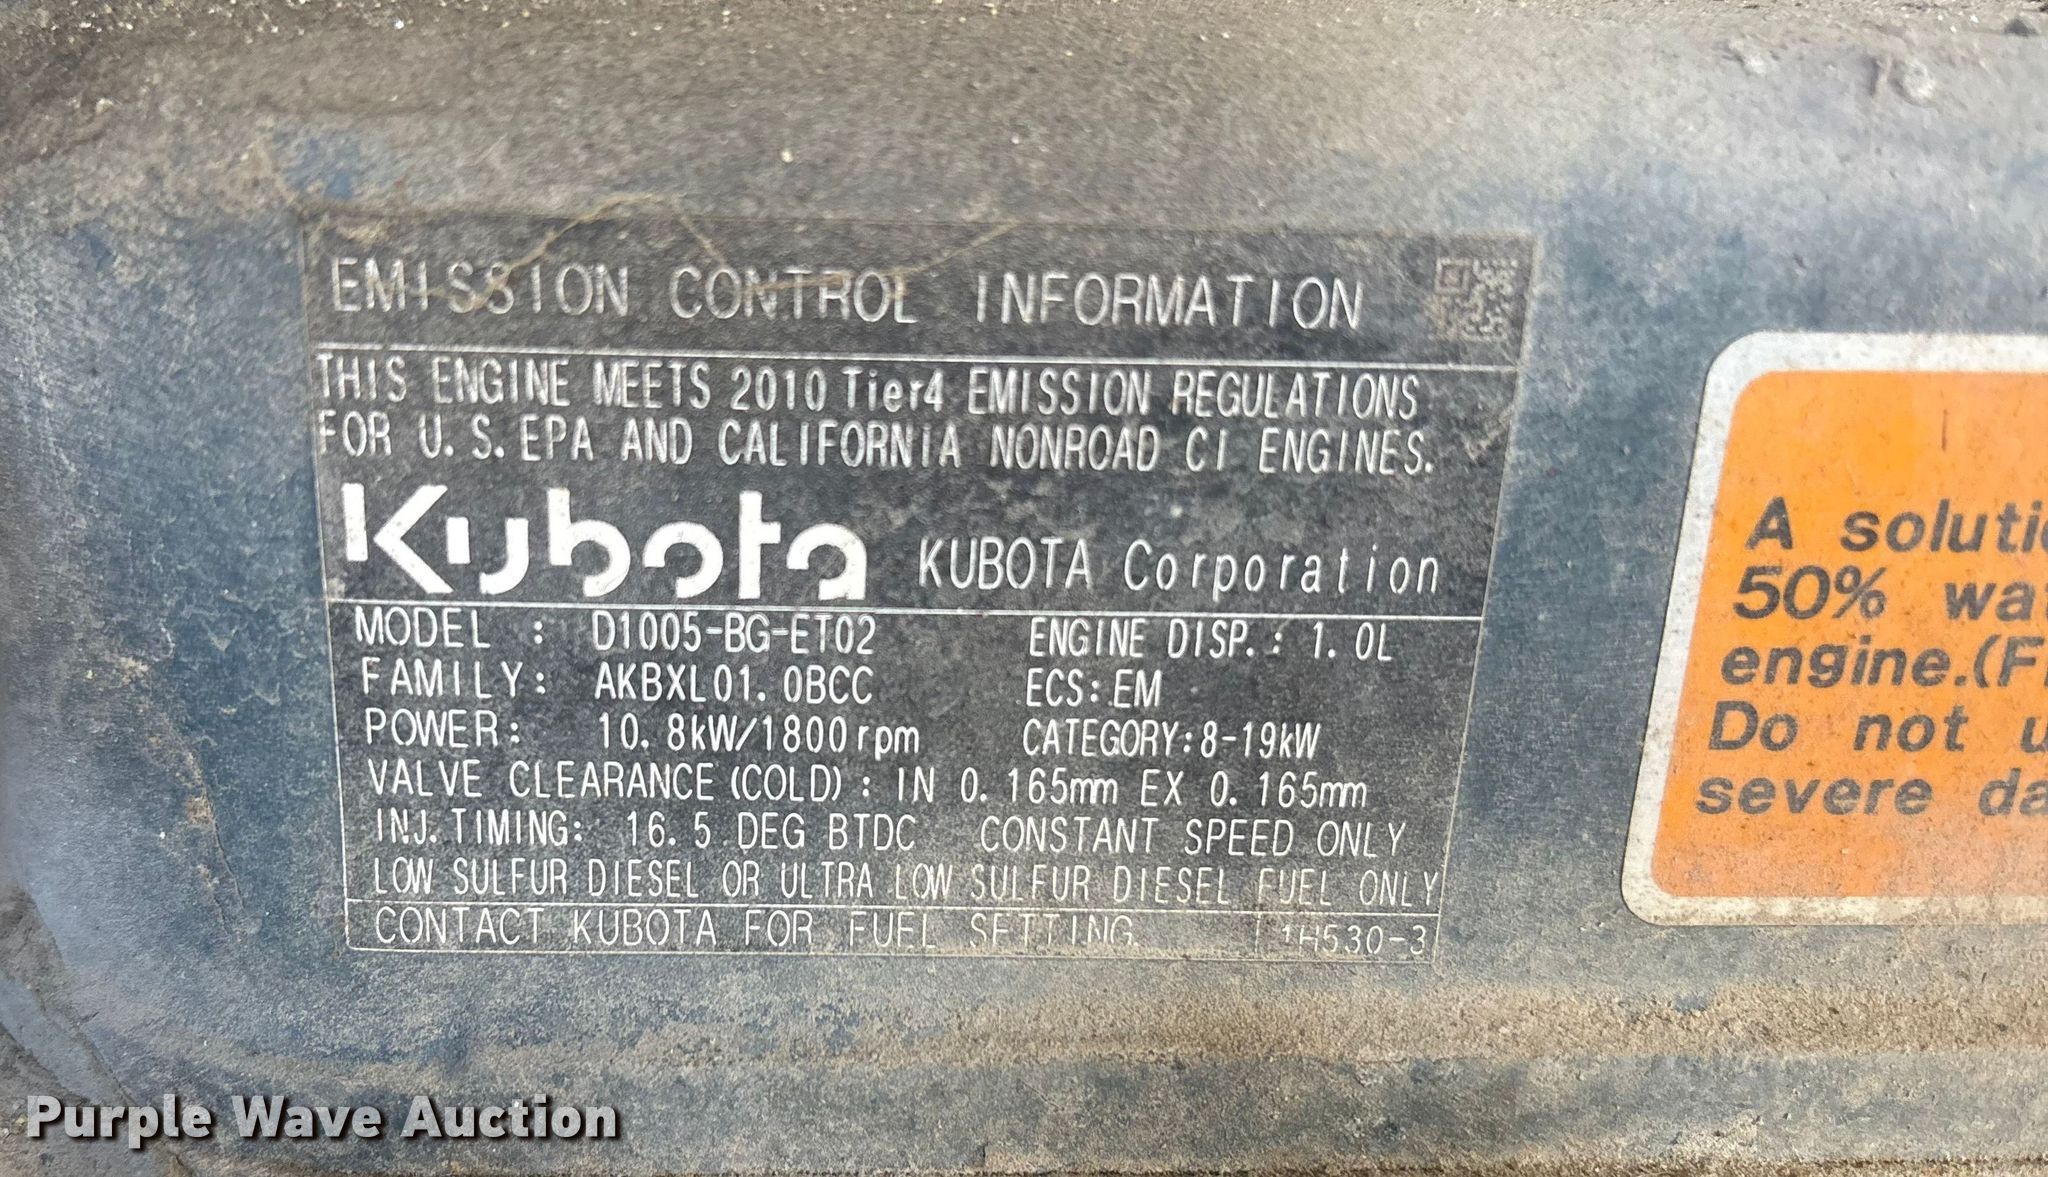 EMISSION CONTROL INFORMATION
THIS ENGINE MEETS 2010 Tier4 EMISSION REGULATIONS
FOR U.S.EPA AND CALIFORNIA NONROAD CI ENGINES.
Kubota KUBOTA Corporation
MODEL : D1005-BG-ET02 ENGINE DISP.: 1.0L
FAMILY: AKBXL01.0BCC ECS:EM
POWER: 10.8kW/1800rpm CATEGORY:8-19kW
VALVE CLEARANCE(COLD): IN 0.165mm EX 0.165mm
INJ.TIMING: 16.5 DEG BTDC CONSTANT SPEED ONLY
LOW SULFUR DIESEL OR ULTRA LOW SULFUR DIESEL FUEL ONLY
CONTACT KUBOTA FOR FUEL SETTING. 1H530-3
A soluti
50% wa
engine.(F
Do not u
severe da
Purple Wave Auction